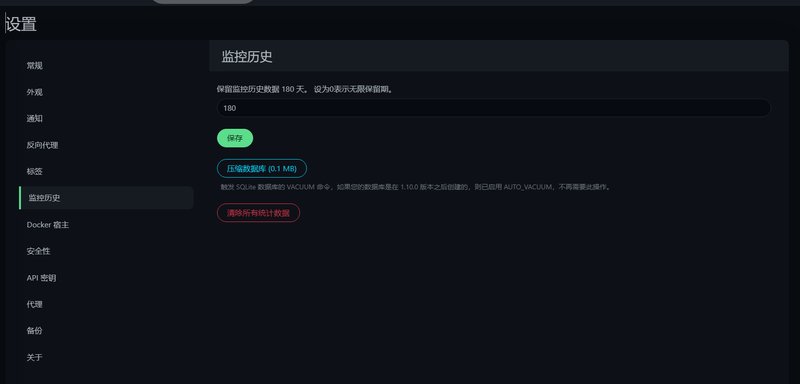 设置
常规
外观
通知
反向代理
标签
监控历史
Docker 宿主
安全性
API 密钥
代理
备份
关于
监控历史
保留监控历史数据 180 天。 设为0表示无限保留期。
180
保存
压缩数据库 (0.1 MB)
触发 SQLite 数据库的 VACUUM 命令，如果您的数据库是在 1.10.0 版本之后创建的，则已启用 AUTO_VACUUM，不再需要此操作。
清除所有统计数据